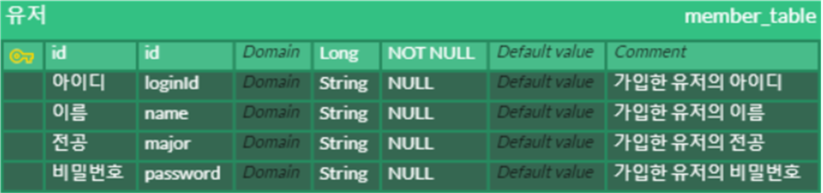 유저 member_table
id id Domain Long NOT NULL Default value Comment
아이디 loginId Domain String NULL Default value 가입한 유저의 아이디
이름 name Domain String NULL Default value 가입한 유저의 이름
전공 major Domain String NULL Default value 가입한 유저의 전공
비밀번호 password Domain String NULL Default value 가입한 유저의 비밀번호